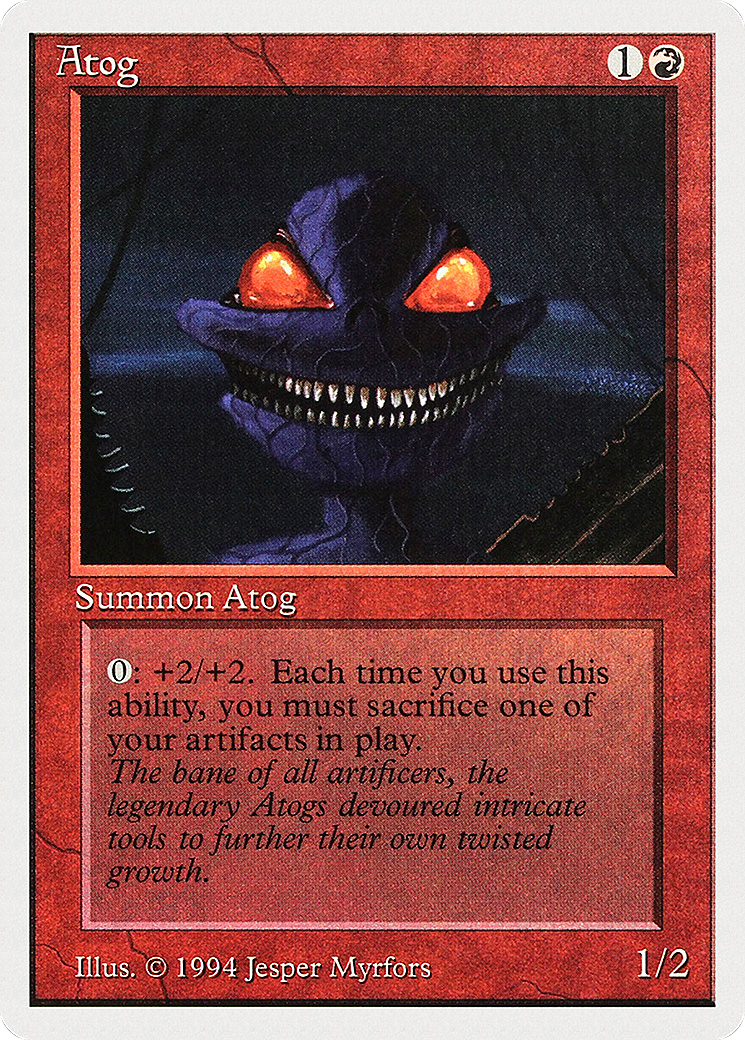 Atog 1
Summon Atog
0: +2/+2. Each time you use this
ability, you must sacrifice one of
your artifacts in play.
The bane of all artificers, the
legendary Atogs devoured intricate
tools to further their own twisted
growth.
Illus. © 1994 Jesper Myrfors 1/2